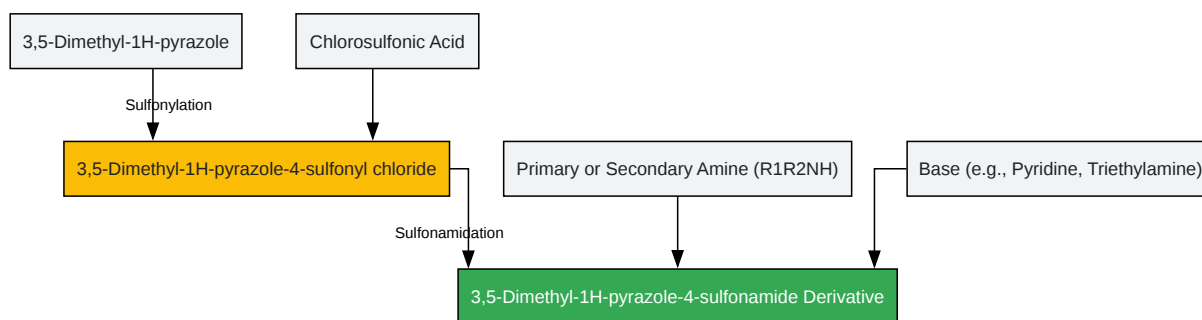 3,5-Dimethyl-1H-pyrazole
Chlorosulfonic Acid
Sulfonylation
3,5-Dimethyl-1H-pyrazole-4-sulfonyl chloride
Primary or Secondary Amine (R1R2NH)
Base (e.g., Pyridine, Triethylamine)
Sulfonamidation
3,5-Dimethyl-1H-pyrazole-4-sulfonamide Derivative